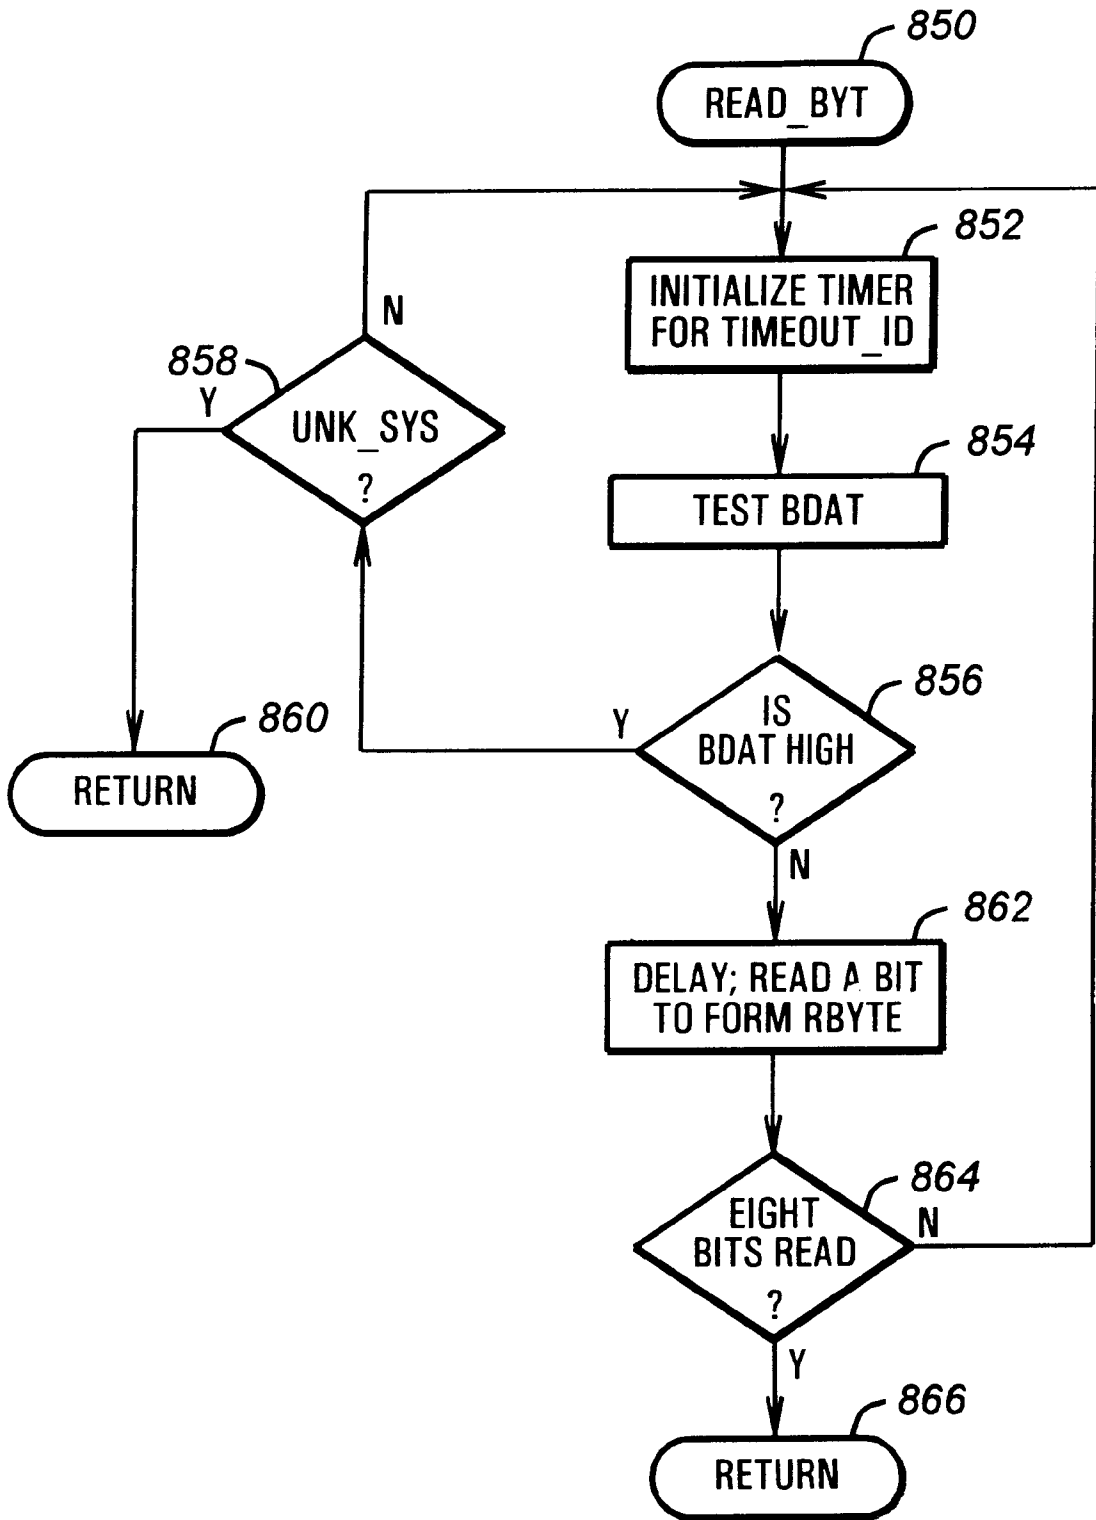 850
READ_BYT
852
INITIALIZE TIMER
FOR TIMEOUT_ID
N
858
Y
UNK_SYS
?
854
TEST BDAT
856
Y
IS
BDAT HIGH
?
N
860
RETURN
862
DELAY; READ A BIT
TO FORM RBYTE
864
N
EIGHT
BITS READ
?
Y
866
RETURN